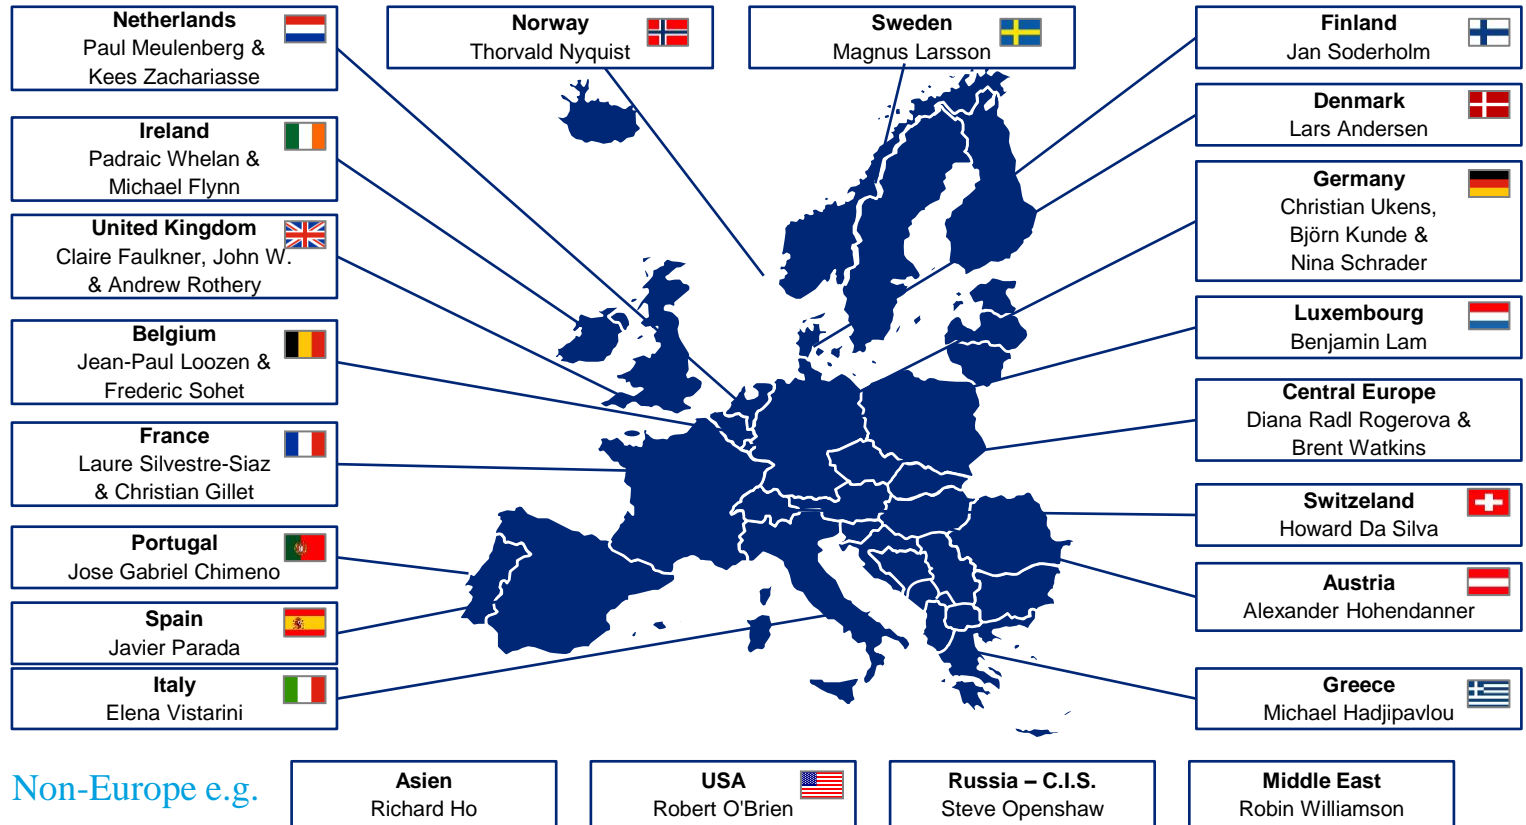 Netherlands
Paul Meulenberg &
Kees Zachariasse
Norway
Thorvald Nyquist
Sweden
Magnus Larsson
Finland
Jan Soderholm
Ireland
Padraic Whelan &
Michael Flynn
Denmark
Lars Andersen
United Kingdom
Claire Faulkner, John W.
& Andrew Rothery
Germany
Christian Ukens,
Björn Kunde &
Nina Schrader
Belgium
Jean-Paul Loozen &
Frederic Sohet
Luxembourg
Benjamin Lam
France
Laure Silvestre-Siaz
& Christian Gillet
Central Europe
Diana Radl Rogerova &
Brent Watkins
Portugal
Jose Gabriel Chimeno
Switzeland
Howard Da Silva
Spain
Javier Parada
Austria
Alexander Hohendanner
Italy
Elena Vistarini
Greece
Michael Hadjipavlou
Non-Europe e.g.
Asien
Richard Ho
USA
Robert O'Brien
Russia – C.I.S.
Steve Openshaw
Middle East
Robin Williamson